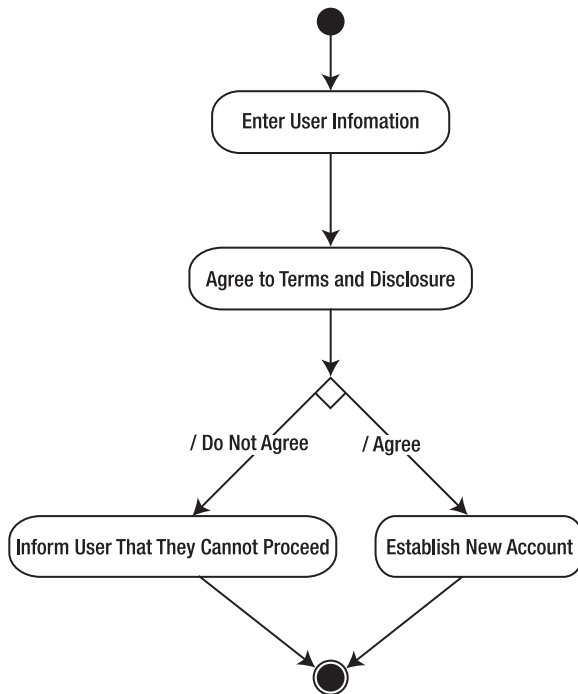 Enter User Infomation
Agree to Terms and Disclosure
/ Do Not Agree
/ Agree
Inform User That They Cannot Proceed
Establish New Account